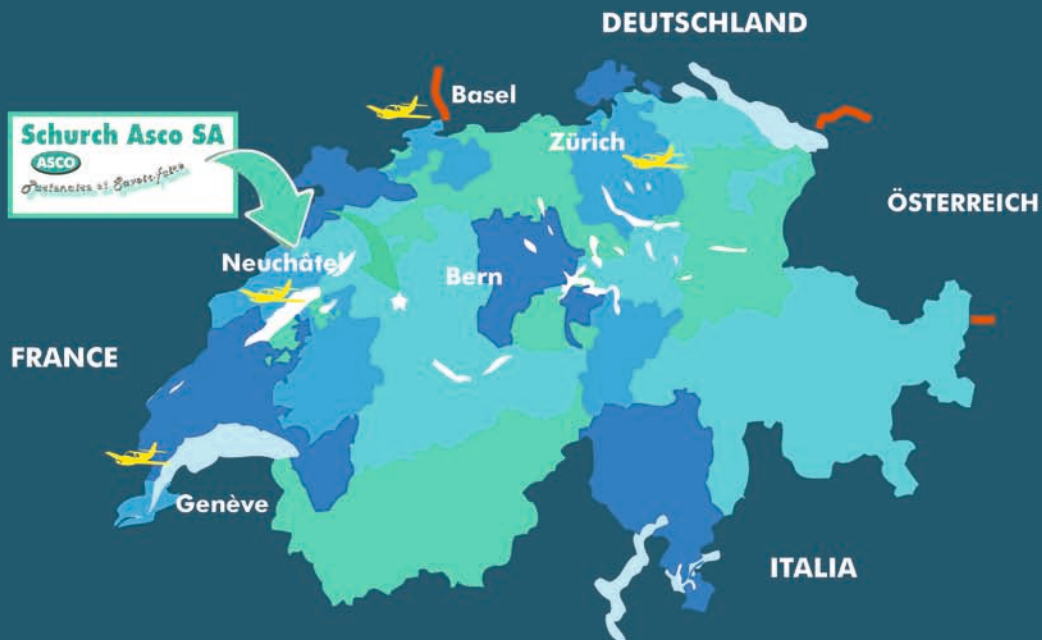 DEUTSCHLAND
Basel
Schurch Asco SA
ASCO
Zürich
ÖSTERREICH
Neuchâtel
Bern
FRANCE
Genève
ITALIA